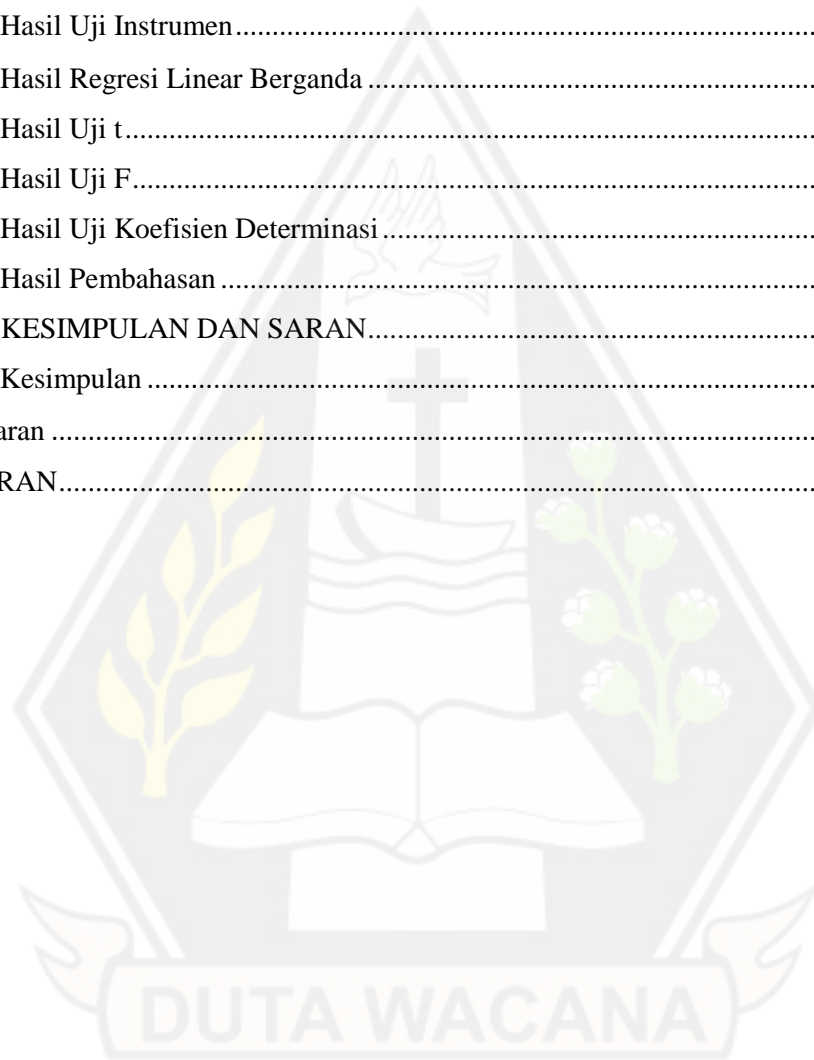 Hasil Uji Instrumen........................................................................
Hasil Regresi Linear Berganda........................................................................
Hasil Uji t........................................................................
Hasil Uji F........................................................................
Hasil Uji Koefisien Determinasi........................................................................
Hasil Pembahasan........................................................................
KESIMPULAN DAN SARAN........................................................................
Kesimpulan........................................................................
aran........................................................................
RAN........................................................................
DUTA WACANA